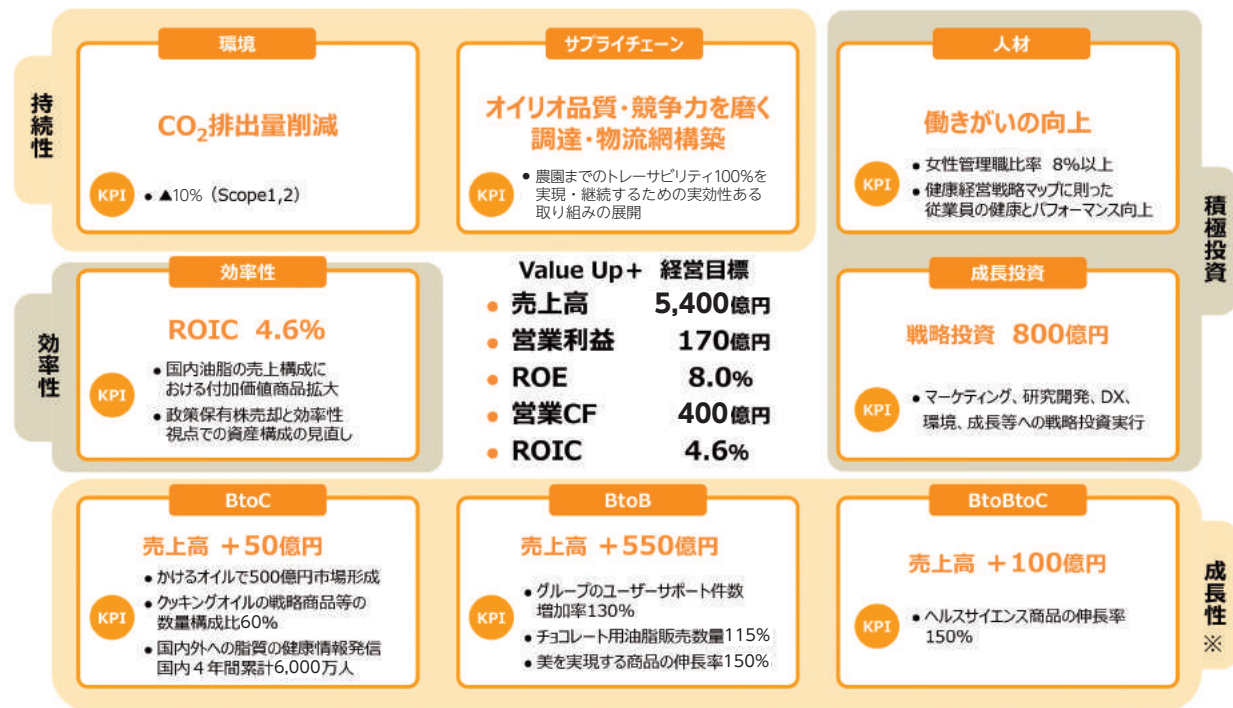 持続性
環境
CO₂排出量削減
KPI
• ▲10% (Scope1,2)
サプライチェーン
オイリオ品質・競争力を磨く
調達・物流網構築
KPI
• 農園までのトレーサビリティ100%を
実現・継続するための実効性ある
取り組みの展開
積極投資
人材
働きがいの向上
KPI
• 女性管理職比率 8%以上
• 健康経営戦略マップに則った
従業員の健康とパフォーマンス向上
効率性
効率性
ROIC 4.6%
KPI
• 国内油脂の売上構成に
おける付加価値商品拡大
• 政策保有株売却と効率性
視点での資産構成の見直し
Value Up+ 経営目標
• 売上高 5,400億円
• 営業利益 170億円
• ROE 8.0%
• 営業CF 400億円
• ROIC 4.6%
成長投資
戦略投資 800億円
KPI
• マーケティング、研究開発、DX、
環境、成長等への戦略投資実行
BtoC
売上高 +50億円
KPI
• かけるオイルで500億円市場形成
• クッキングオイルの戦略商品等の
数量構成比60%
• 国内外への脂質の健康情報発信
国内4年間累計6,000万人
BtoB
売上高 +550億円
KPI
• グループのユーザーサポート件数
増加率130%
• チョコレート用油脂販売数量115%
• 美を実現する商品の伸長率150%
BtoBtoC
売上高 +100億円
KPI
• ヘルスサイエンス商品の伸長率
150%
成長性※